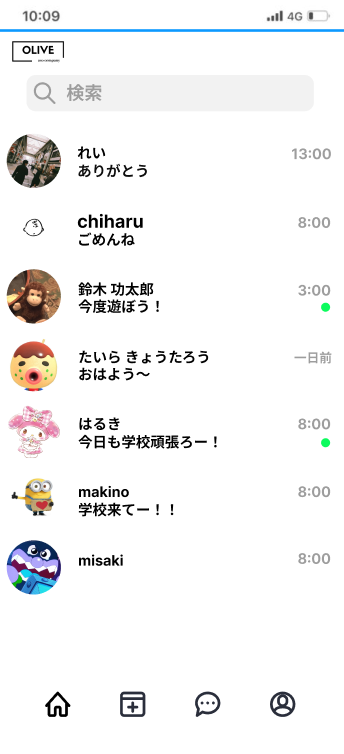 10:09
4G
OLIVE
検索
れい
13:00
ありがとう
chiharu
8:00
ごめんね
鈴木 功太郎
3:00
今度遊ぼう！
たいら きょうたろう
一日前
おはよう〜
はるき
8:00
今日も学校頑張ろー！
makino
8:00
学校来てー！！
misaki
8:00